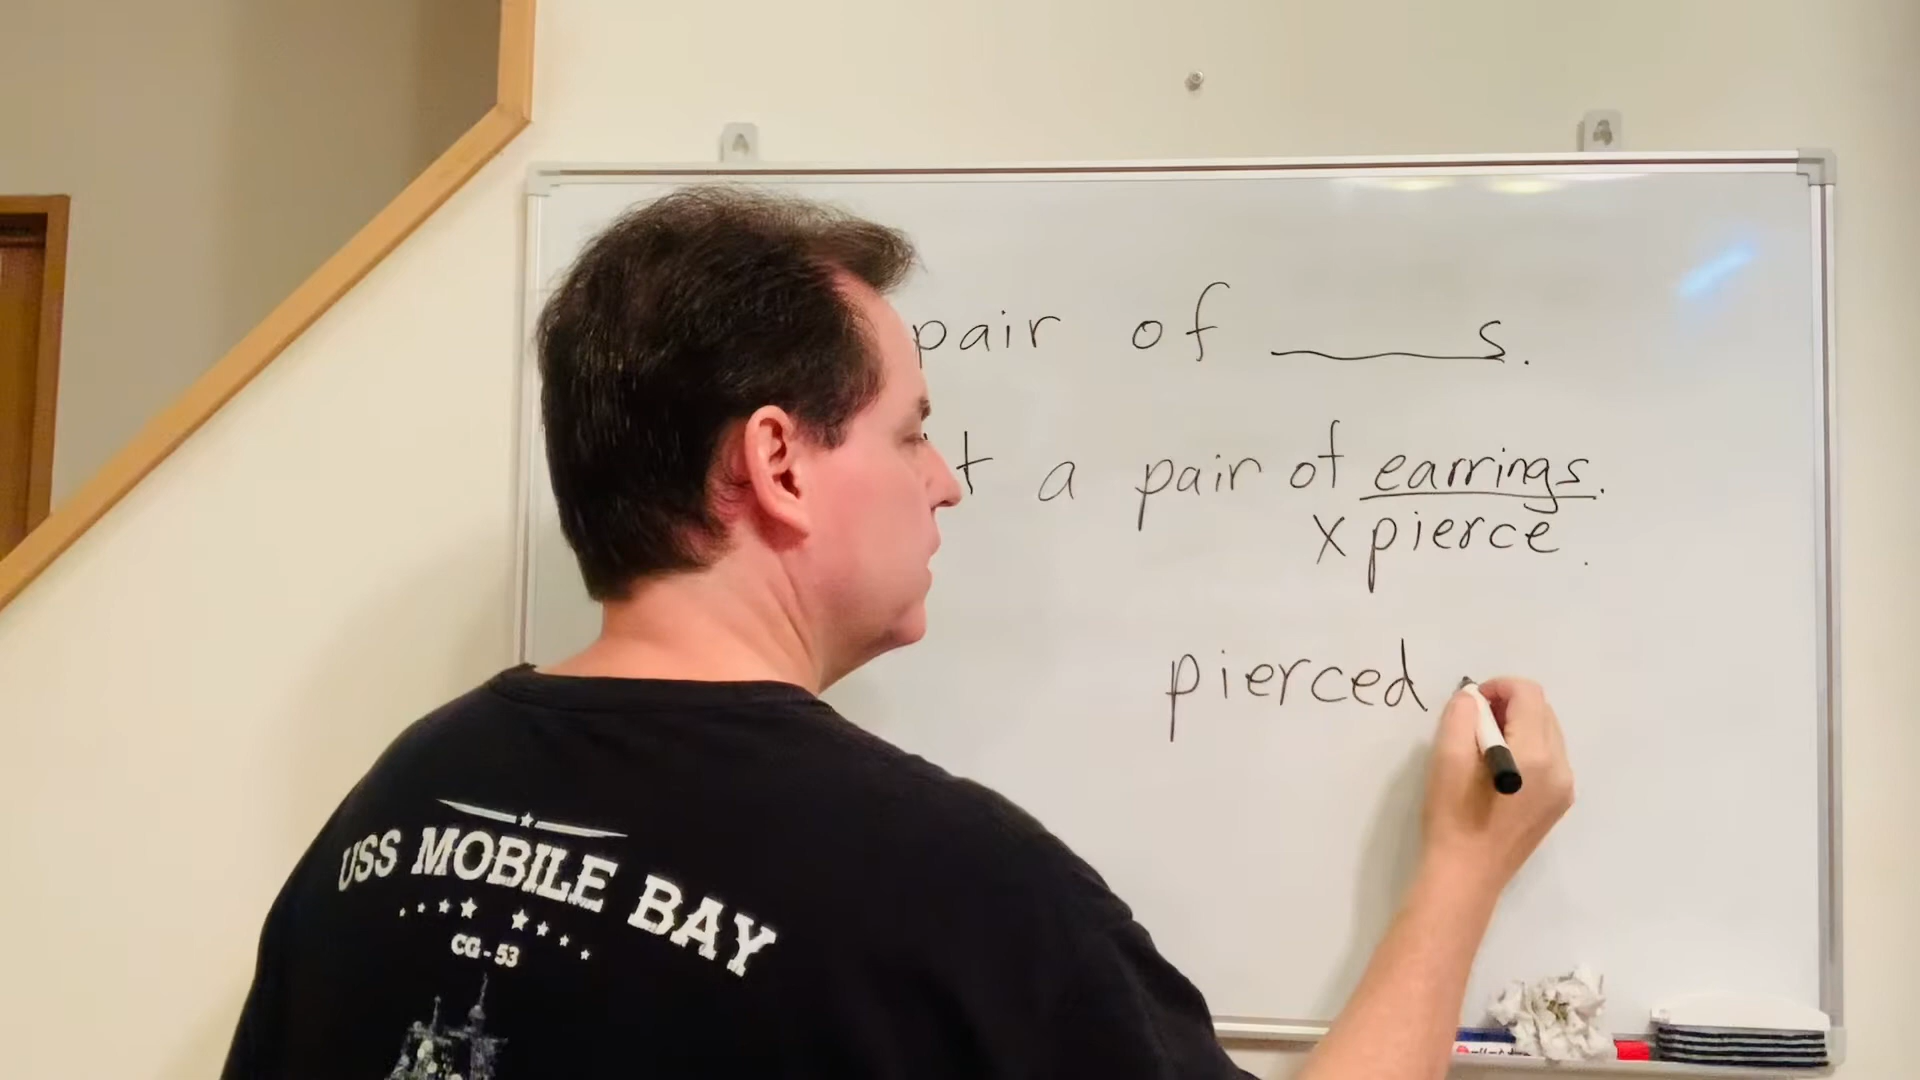 pair of ____s.
t a pair of earrings.
x pierce.
pierced
USS MOBILE BAY
CG-53